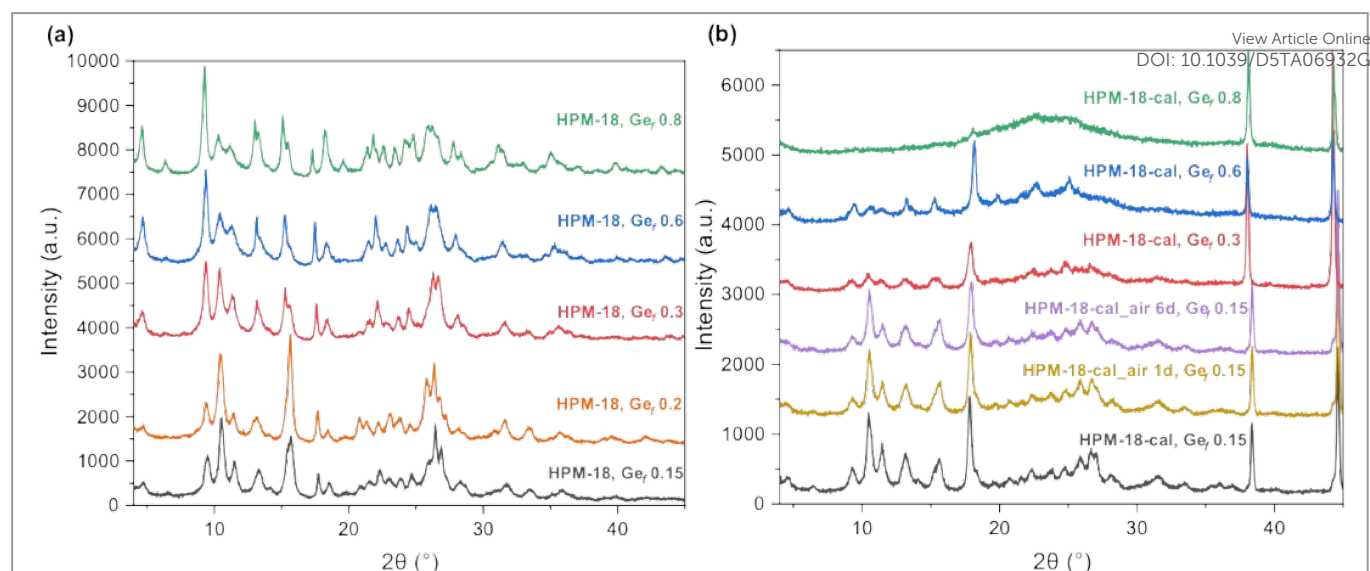 (a)
10000
9000
8000
7000
6000
5000
4000
3000
2000
1000
0
Intensity (a.u.)
HPM-18, Gef 0.8
HPM-18, Gef 0.6
HPM-18, Gef 0.3
HPM-18, Gef 0.2
HPM-18, Gef 0.15
10 20 30 40
2θ (°)
(b)
View Article Online
DOI: 10.1039/D5TA06932G
6000
5000
4000
3000
2000
1000
0
Intensity (a.u.)
HPM-18-cal, Gef 0.8
HPM-18-cal, Gef 0.6
HPM-18-cal, Gef 0.3
HPM-18-cal_air 6d, Gef 0.15
HPM-18-cal_air 1d, Gef 0.15
HPM-18-cal, Gef 0.15
10 20 30 40
2θ (°)